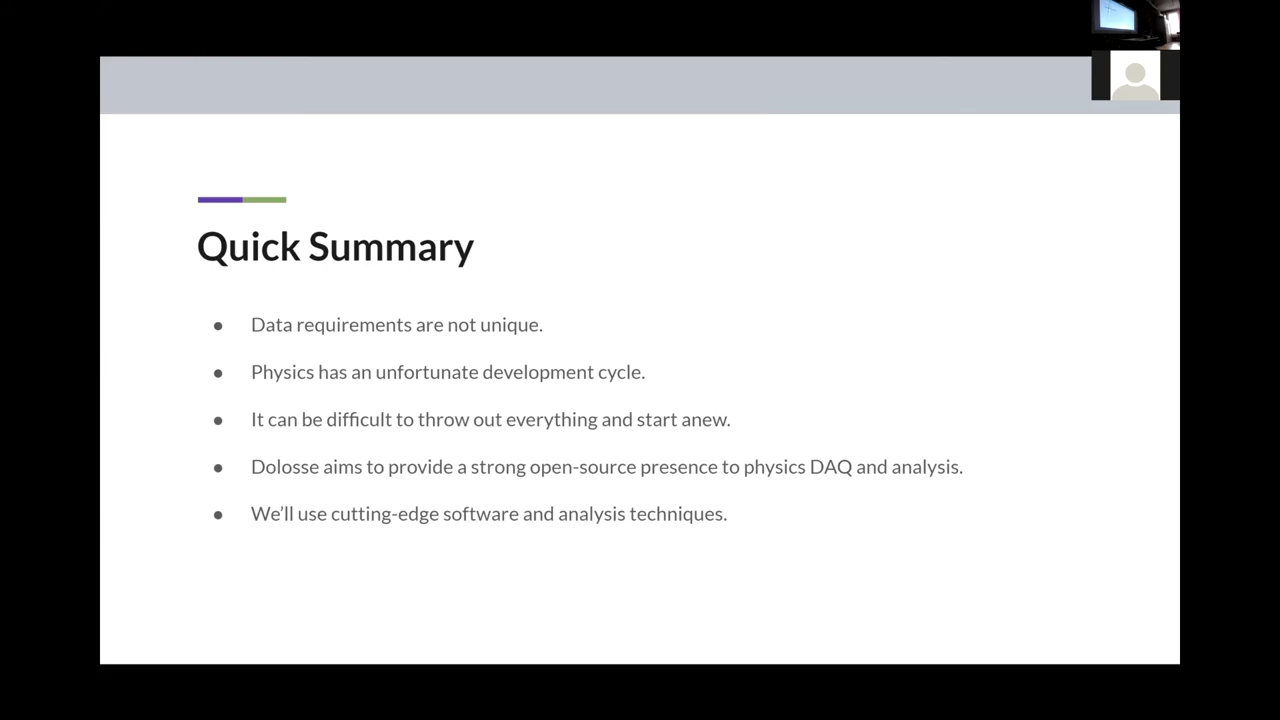 Quick Summary
● Data requirements are not unique.
● Physics has an unfortunate development cycle.
● It can be difficult to throw out everything and start anew.
● Dolosse aims to provide a strong open-source presence to physics DAQ and analysis.
● We’ll use cutting-edge software and analysis techniques.